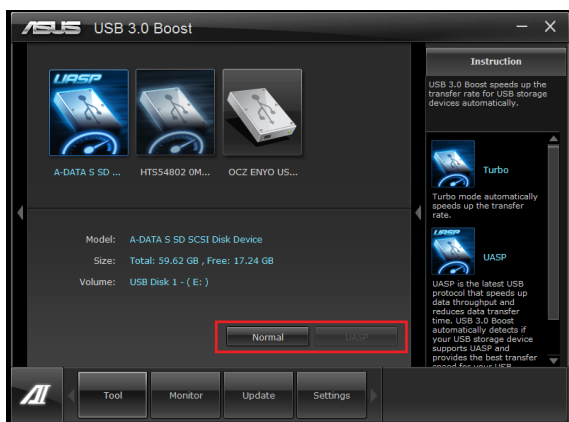 ASUS USB 3.0 Boost
UASP
A-DATA S SD ...
HTS54802 0M...
OCZ ENYO US...
Model: A-DATA S SD SCSI Disk Device
Size: Total: 59.62 GB , Free: 17.24 GB
Volume: USB Disk 1 - ( E: )
Normal
UASP
Instruction
USB 3.0 Boost speeds up the
transfer rate for USB storage
devices automatically.
Turbo
Turbo mode automatically
speeds up the transfer
rate.
UASP
UASP
UASP is the latest USB
protocol that speeds up
data throughput and
reduces data transfer
time. USB 3.0 Boost
automatically detects if
your USB storage device
supports UASP and
provides the best transfer
speed for your USB
Tool
Monitor
Update
Settings